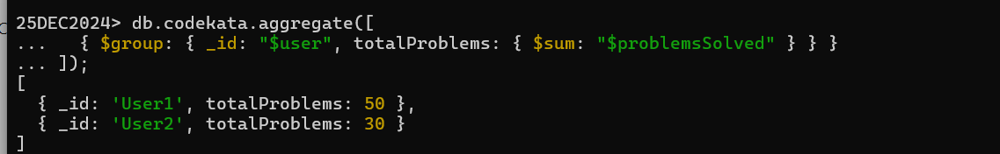 25DEC2024> db.codekata.aggregate([
...   { $group: { _id: "$user", totalProblems: { $sum: "$problemsSolved" } } }
... ]);
[
  { _id: 'User1', totalProblems: 50 },
  { _id: 'User2', totalProblems: 30 }
]